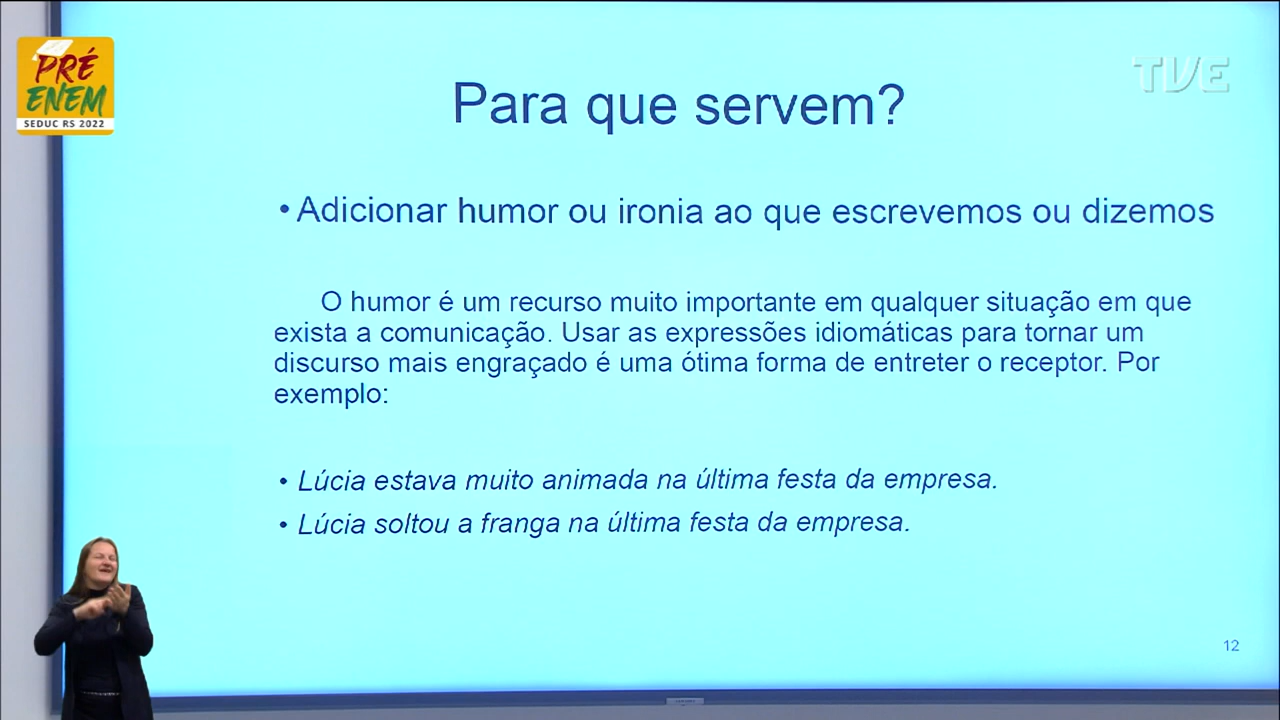 PRÉ
ENEM
SEDUC RS 2022
TVE
Para que servem?
• Adicionar humor ou ironia ao que escrevemos ou dizemos
O humor é um recurso muito importante em qualquer situação em que
exista a comunicação. Usar as expressões idiomáticas para tornar um
discurso mais engraçado é uma ótima forma de entreter o receptor. Por
exemplo:
• Lúcia estava muito animada na última festa da empresa.
• Lúcia soltou a franga na última festa da empresa.
12